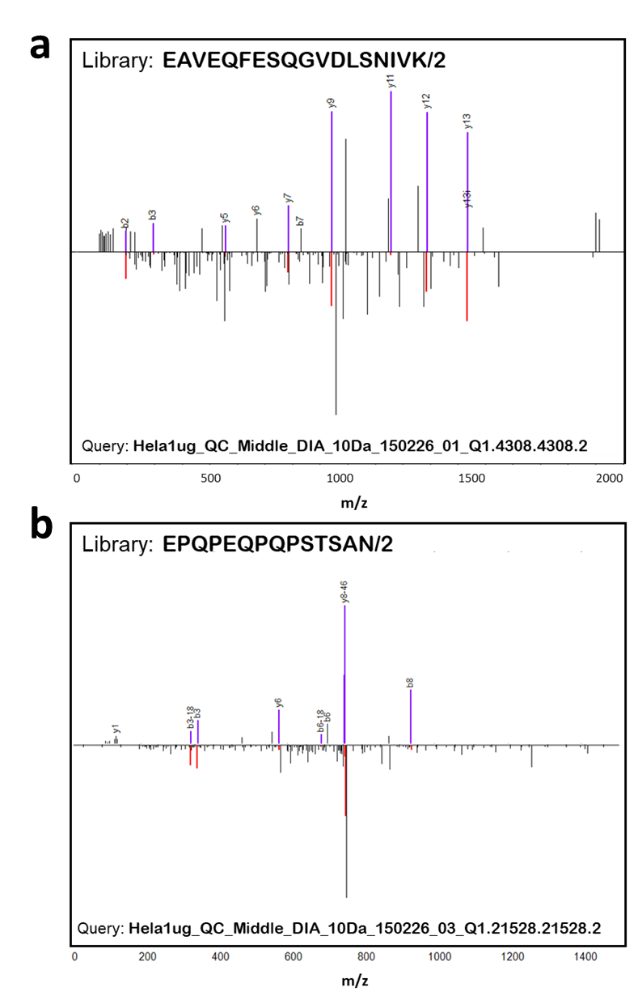 a
Library: EAVEQFESQGVDLSNIVK/2
b2
b3
y5
y6
y7
b7
y9
y11
y12
y13
y13i
Query: Hela1ug_QC_Middle_DIA_10Da_150226_01_Q1.4308.4308.2
0 500 1000 1500 2000
m/z
b
Library: EPQPEQPQPSTSAN/2
y1
b3-18
b3
y6
b6-18
b6
y8-46
b8
Query: Hela1ug_QC_Middle_DIA_10Da_150226_03_Q1.21528.21528.2
0 200 400 600 800 1000 1200 1400
m/z